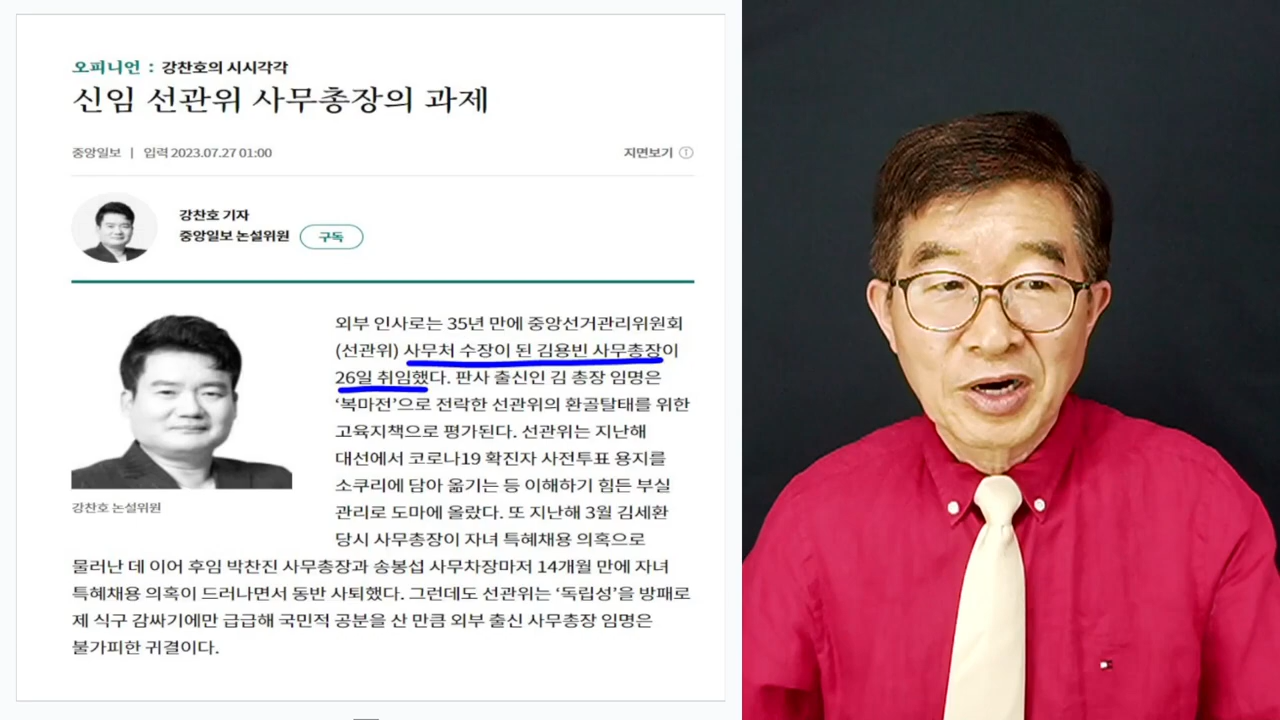 오피니언 : 강찬호의 시시각각
신임 선관위 사무총장의 과제
중앙일보 | 입력 2023.07.27 01:00
지면보기
강찬호 기자
중앙일보 논설위원
구독
외부 인사로는 35년 만에 중앙선거관리위원회
(선관위) 사무처 수장이 된 김용빈 사무총장이
26일 취임했다. 판사 출신인 김 총장 임명은
‘복마전’으로 전락한 선관위의 환골탈태를 위한
고육지책으로 평가된다. 선관위는 지난해
대선에서 코로나19 확진자 사전투표 용지를
소쿠리에 담아 옮기는 등 이해하기 힘든 부실
관리로 도마에 올랐다. 또 지난해 3월 김세환
당시 사무총장이 자녀 특혜채용 의혹으로
물러난 데 이어 후임 박찬진 사무총장과 송봉섭 사무차장마저 14개월 만에 자녀
특혜채용 의혹이 드러나면서 동반 사퇴했다. 그런데도 선관위는 ‘독립성’을 방패로
제 식구 감싸기에만 급급해 국민적 공분을 산 만큼 외부 출신 사무총장 임명은
불가피한 귀결이다.
강찬호 논설위원